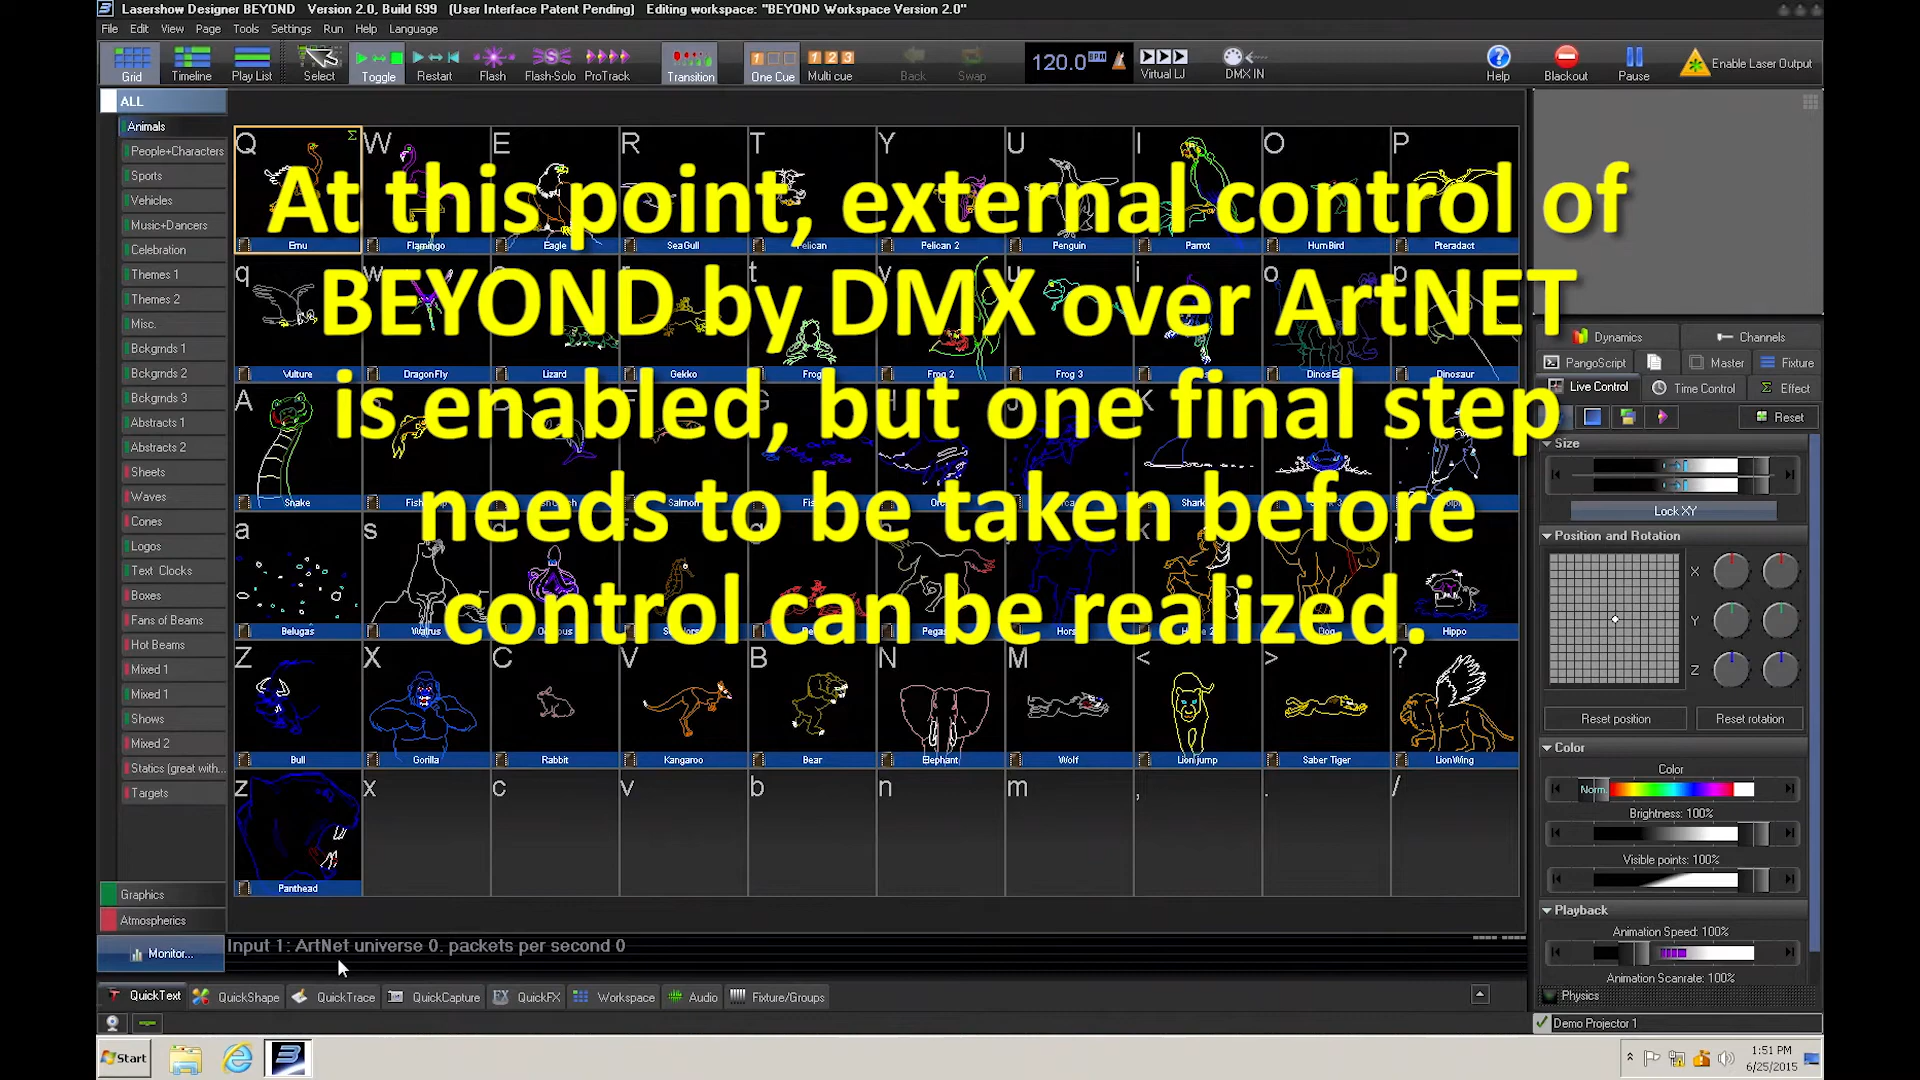 Lasershow Designer BEYOND    Version 2.0, Build 699    (User Interface Patent Pending)    Editing workspace: "BEYOND Workspace Version 2.0"
File Edit View Page Tools Settings Run Help Language
Grid Timeline Play List Select Toggle Restart Flash Flash-Solo ProTrack Transition One Cue Multi cue Back Swap 120.0 BPM Virtual LJ DMX IN Help Blackout Pause Enable Laser Output
ALL
Animals
People+Characters
Sports
Vehicles
Music+Dancers
Celebration
Themes 1
Themes 2
Misc.
Bckgrnds 1
Bckgrnds 2
Bckgrnds 3
Abstracts 1
Abstracts 2
Sheets
Waves
Cones
Logos
Text Clocks
Boxes
Fans of Beams
Hot Beams
Mixed 1
Mixed 1
Shows
Mixed 2
Statics (great with...
Targets
Graphics
Atmospherics
Monitor...
At this point, external control of
BEYOND by DMX over ArtNET
is enabled, but one final step
needs to be taken before
control can be realized.
Q W E R T Y U I O P
Emu Flamingo Eagle SeaGull Pelican Pelican 2 Penguin Parrot HumBird Pteradact
q w t y u i o p
Vulture DragonFly Lizard Gekko Frog Frog 2 Frog 3 Dinosaur
A
Snake Salmon Shark
a s
Belugas Walrus Dog Hippo
Z X C V B N M < > ?
Bull Gorilla Rabbit Kangaroo Bear Elephant Wolf Lion jump Saber Tiger LionWing
z x c v b n m , . /
Panthead
Input 1: ArtNet universe 0. packets per second 0
QuickText QuickShape QuickTrace QuickCapture FX QuickFX Workspace Audio Fixture/Groups
Dynamics Channels
PangoScript Master Fixture
Live Control Time Control Σ Effect
Reset
Size
Lock XY
Position and Rotation
X
Y
Z
Reset position Reset rotation
Color
Color
Norm.
Brightness: 100%
Visible points: 100%
Playback
Animation Speed: 100%
Animation Scanrate: 100%
Physics
Demo Projector 1
Start
1:51 PM
6/25/2015